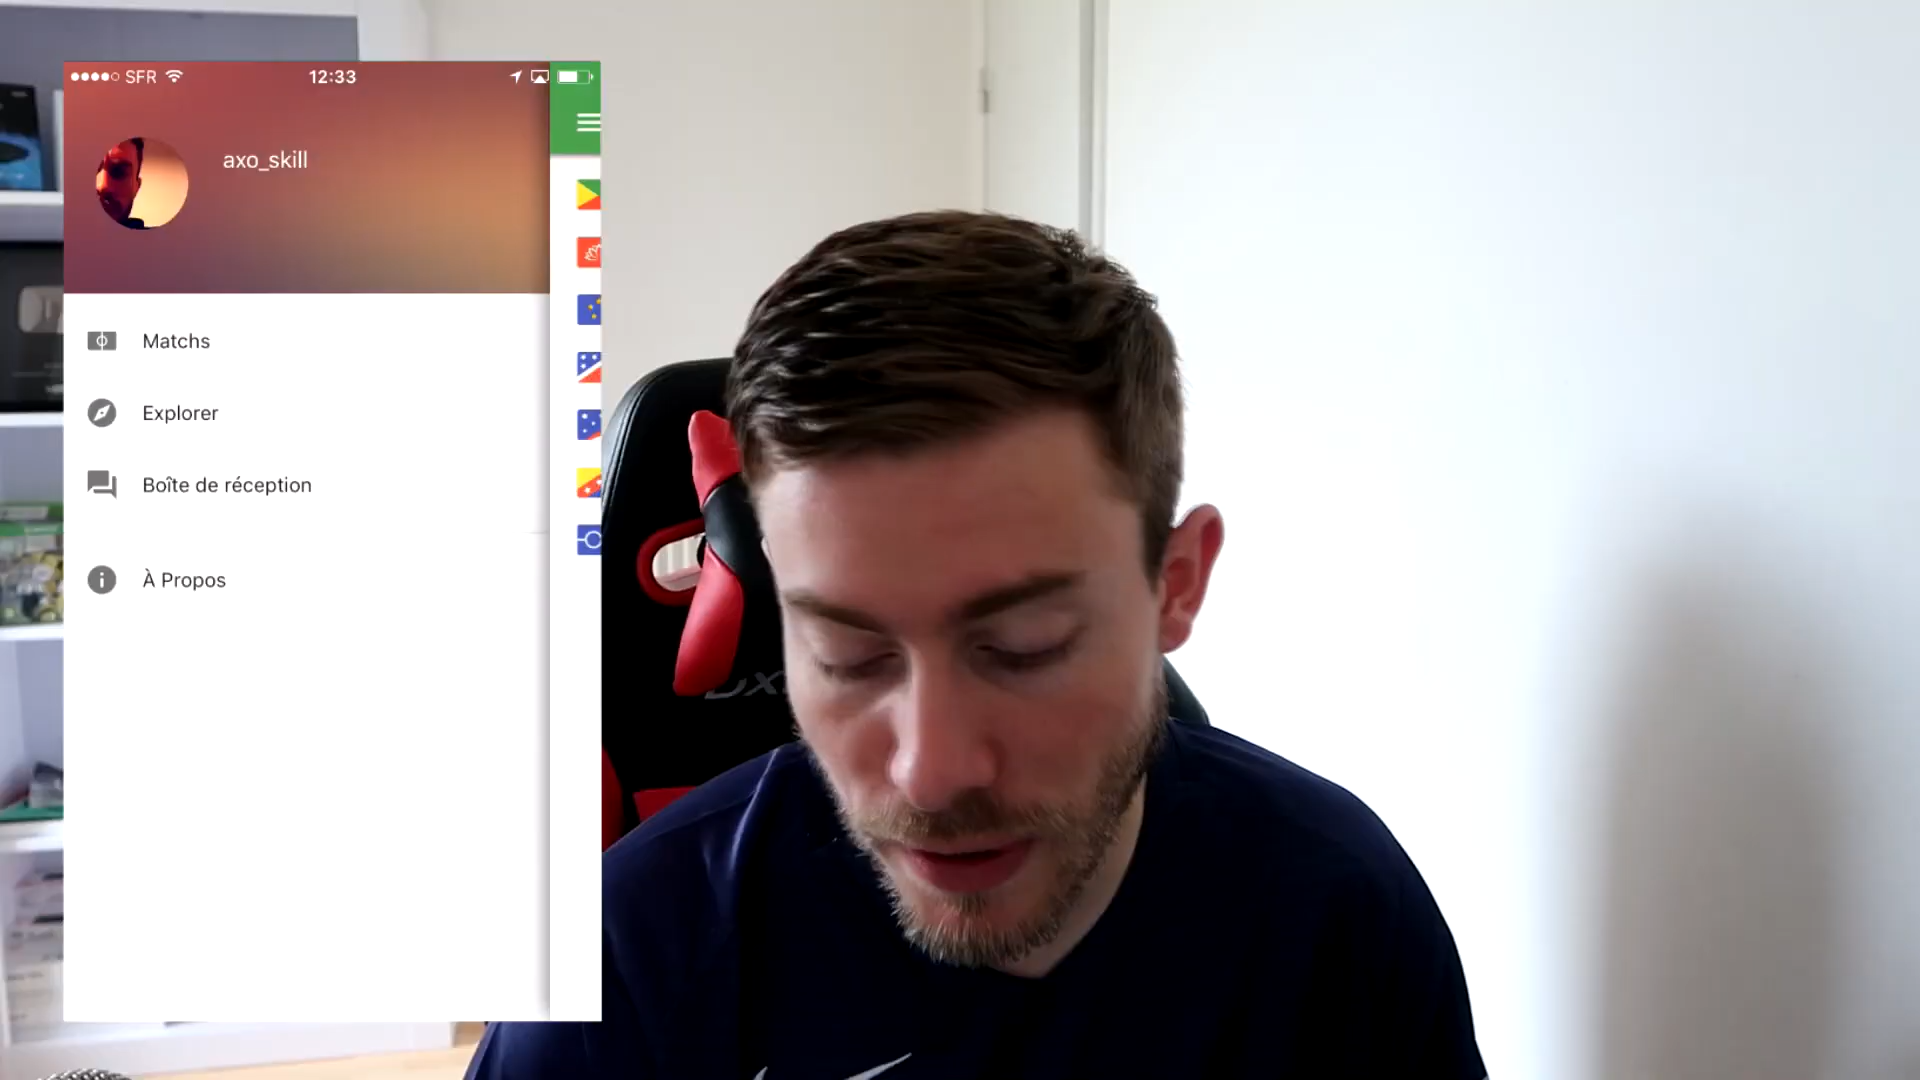 SFR 12:33
axo_skill
Matchs
Explorer
Boîte de réception
À Propos